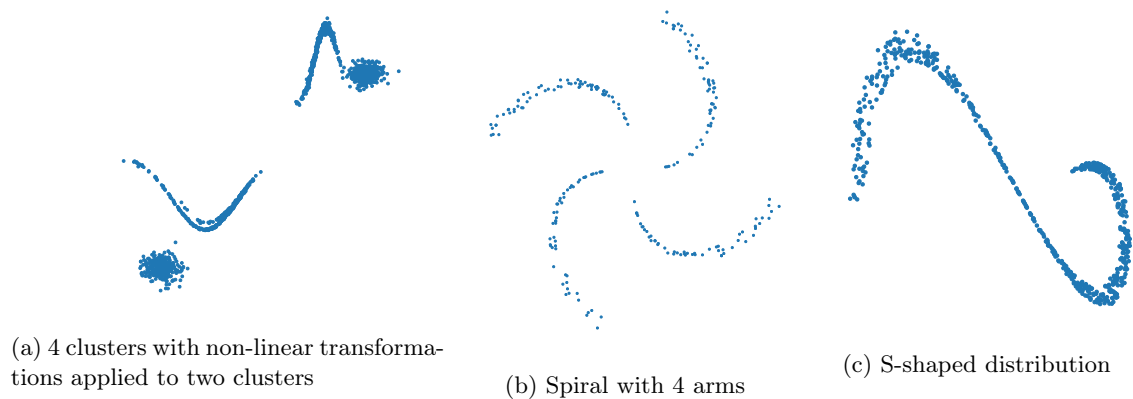 (a) 4 clusters with non-linear transforma-
tions applied to two clusters
(b) Spiral with 4 arms
(c) S-shaped distribution